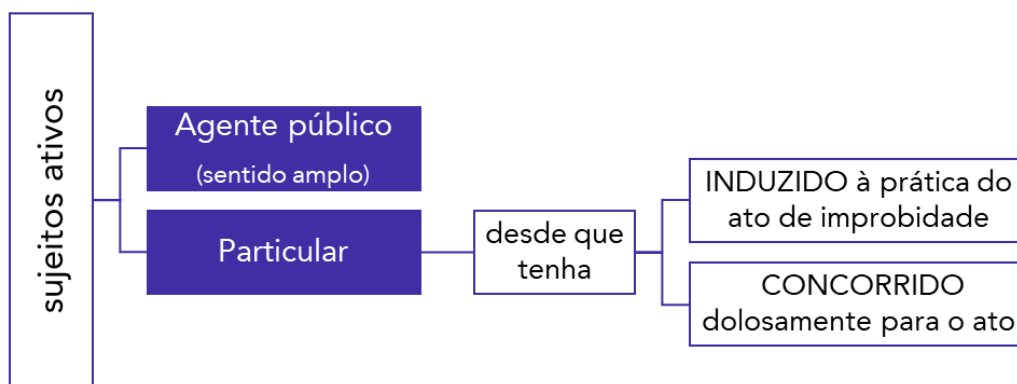 sujeitos ativos
Agente público
(sentido amplo)
Particular
desde que
tenha
INDUZIDO à prática do
ato de improbidade
CONCORRIDO
dolosamente para o ato